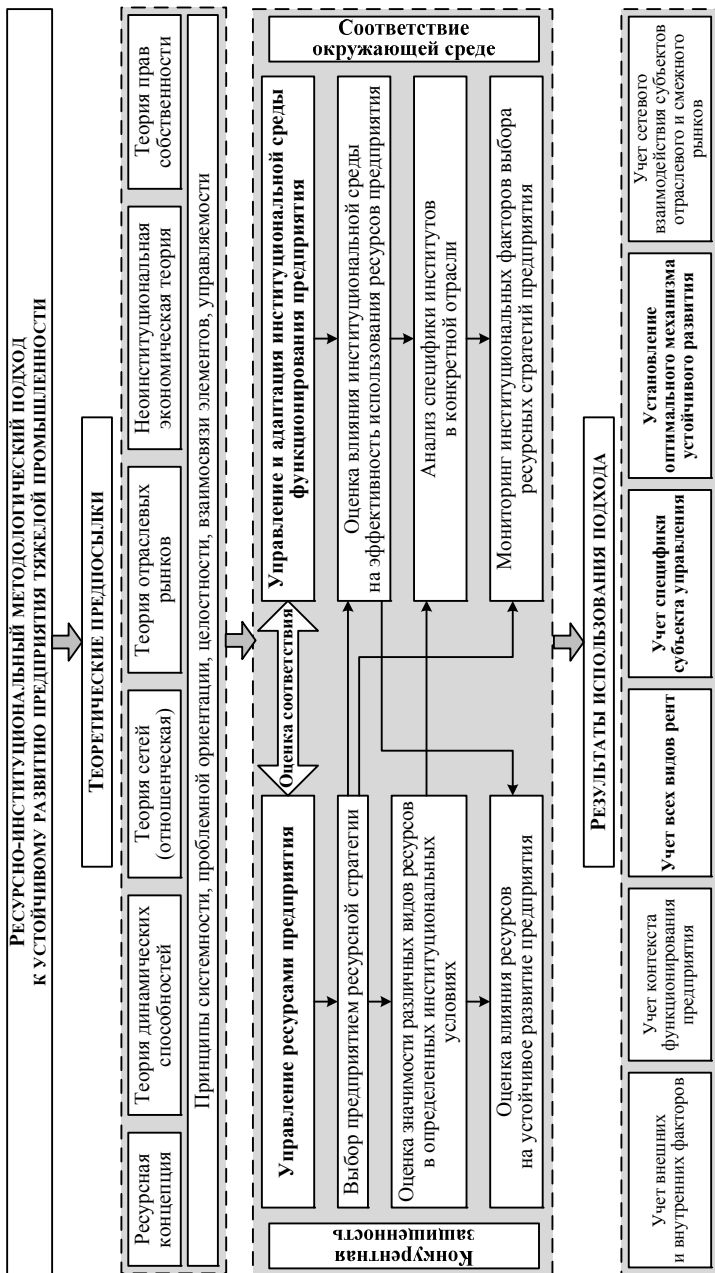 РЕСУРСНО-ИНСТИТУЦИОНАЛЬНЫЙ МЕТОДОЛОГИЧЕСКИЙ ПОДХОД
К УСТОЙЧИВОМУ РАЗВИТИЮ ПРЕДПРИЯТИЯ ТЯЖЕЛОЙ ПРОМЫШЛЕННОСТИ
ТЕОРЕТИЧЕСКИЕ ПРЕДПОСЫЛКИ
Ресурсная
концепция
Теория динамических
способностей
Теория сетей
(отношенческая)
Теория отраслевых
рынков
Неоинституциональная
экономическая теория
Теория прав
собственности
Принципы системности, проблемной ориентации, целостности, взаимосвязи элементов, управляемости
Конкурентная
защищенность
Управление ресурсами предприятия
Выбор предприятием ресурсной стратегии
Оценка значимости различных видов ресурсов
в определенных институциональных
условиях
Оценка влияния ресурсов
на устойчивое развитие предприятия
Оценка соответствия
Управление и адаптация институциональной среды
функционирования предприятия
Оценка влияния институциональной среды
на эффективность использования ресурсов предприятия
Анализ специфики институтов
в конкретной отрасли
Мониторинг институциональных факторов выбора
ресурсных стратегий предприятия
Соответствие
окружающей среде
РЕЗУЛЬТАТЫ ИСПОЛЬЗОВАНИЯ ПОДХОДА
Учет внешних
и внутренних факторов
Учет контекста
функционирования
предприятия
Учет всех видов рент
Учет специфики
субъекта управления
Установление
оптимального механизма
устойчивого развития
Учет сетевого
взаимодействия субъектов
отраслевого и смежного
рынков